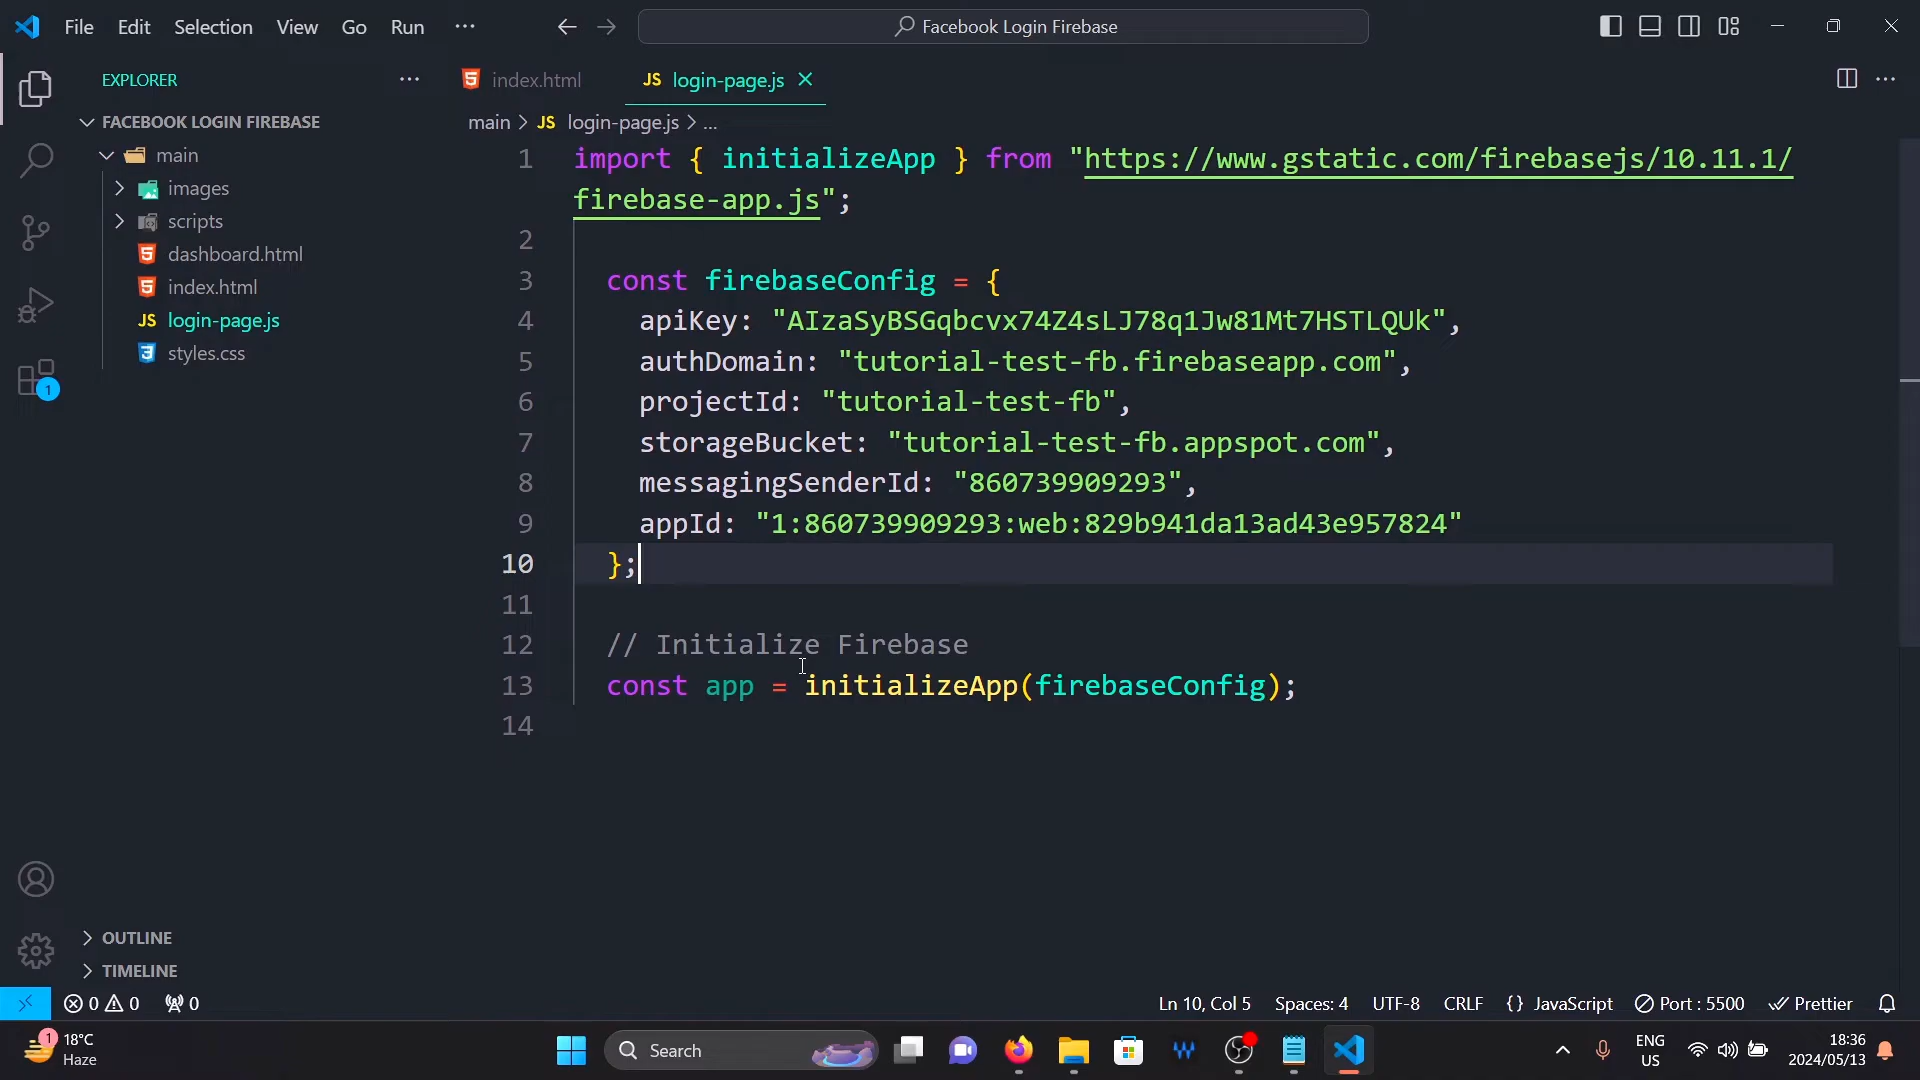 File Edit Selection View Go Run ... Facebook Login Firebase
EXPLORER ...
index.html
JS login-page.js
FACEBOOK LOGIN FIREBASE
main > JS login-page.js > ...
main
images
scripts
dashboard.html
index.html
JS login-page.js
styles.css
1
1 import { initializeApp } from "https://www.gstatic.com/firebasejs/10.11.1/
firebase-app.js";
2
3 const firebaseConfig = {
4 apiKey: "AIzaSyBSGqbcvx74Z4sLJ78q1Jw81Mt7HSTLQUk",
5 authDomain: "tutorial-test-fb.firebaseapp.com",
6 projectId: "tutorial-test-fb",
7 storageBucket: "tutorial-test-fb.appspot.com",
8 messagingSenderId: "860739909293",
9 appId: "1:860739909293:web:829b941da13ad43e957824"
10 };
11
12 // Initialize Firebase
13 const app = initializeApp(firebaseConfig);
14
OUTLINE
TIMELINE
0 0 0 Ln 10, Col 5 Spaces: 4 UTF-8 CRLF {} JavaScript Port : 5500 Prettier
1 18°C
Haze
Search
ENG
US
18:36
2024/05/13